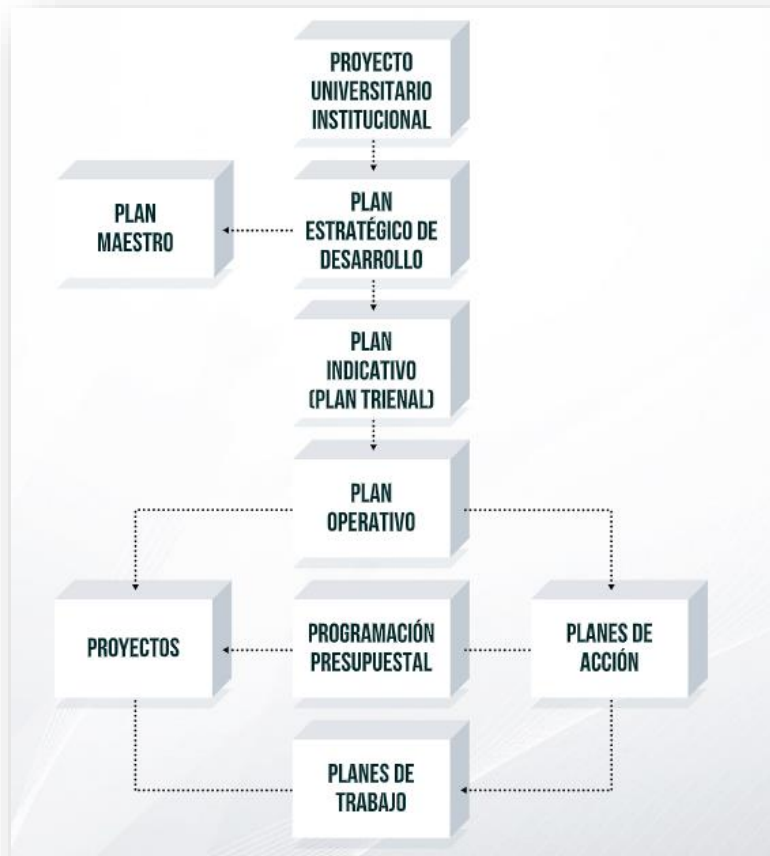 PROYECTO
UNIVERSITARIO
INSTITUCIONAL
PLAN
MAESTRO
PLAN
ESTRATÉGICO DE
DESARROLLO
PLAN
INDICATIVO
(PLAN TRIENAL)
PLAN
OPERATIVO
PROYECTOS
PROGRAMACIÓN
PRESUPUESTAL
PLANES DE
ACCIÓN
PLANES DE
TRABAJO